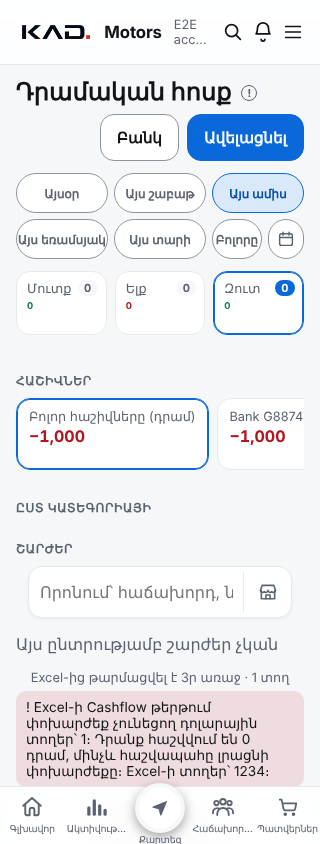 KAD. Motors E2E acc...
Դրամական հոսք
Բանկ Ավելացնել
Այսօր Այս շաբաթ Այս ամիս
Այս եռամսյակ Այս տարի Բոլորը
Մուտք 0 Ելք 0 Զուտ 0
0 0 0
ՀԱՇԻՎՆԵՐ
Բոլոր հաշիվները (դրամ) Bank G8874
−1,000 −1,000
ԸՍՏ ԿԱՏԵԳՈՐԻԱՅԻ
ՇԱՐԺԵՐ
Որոնում՝ հաճախորդ, և
Այս ընտրությամբ շարժեր չկան
Excel-ից թարմացվել է 3ր առաջ · 1 տող
! Excel-ի Cashflow թերթում
փոխարժեք չունեցող դոլարային
տողեր՝ 1։ Դրանք հաշվվում են 0
դրամ, մինչև հաշվապահը լրացնի
փոխարժեքը։ Excel-ի տողեր՝ 1234։
Գլխավոր Ակտիվութ... Քարտեզ Հաճախոր... Պատվերներ